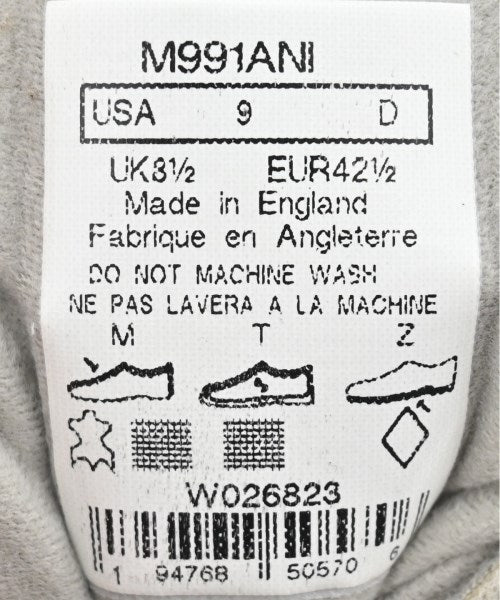 M991ANI
USA 9 D
UK8½ EUR42½
Made in England
Fabrique en Angleterre
DO NOT MACHINE WASH
NE PAS LAVERA A LA MACHINE
M T Z
W026823
1 94768 50570 6